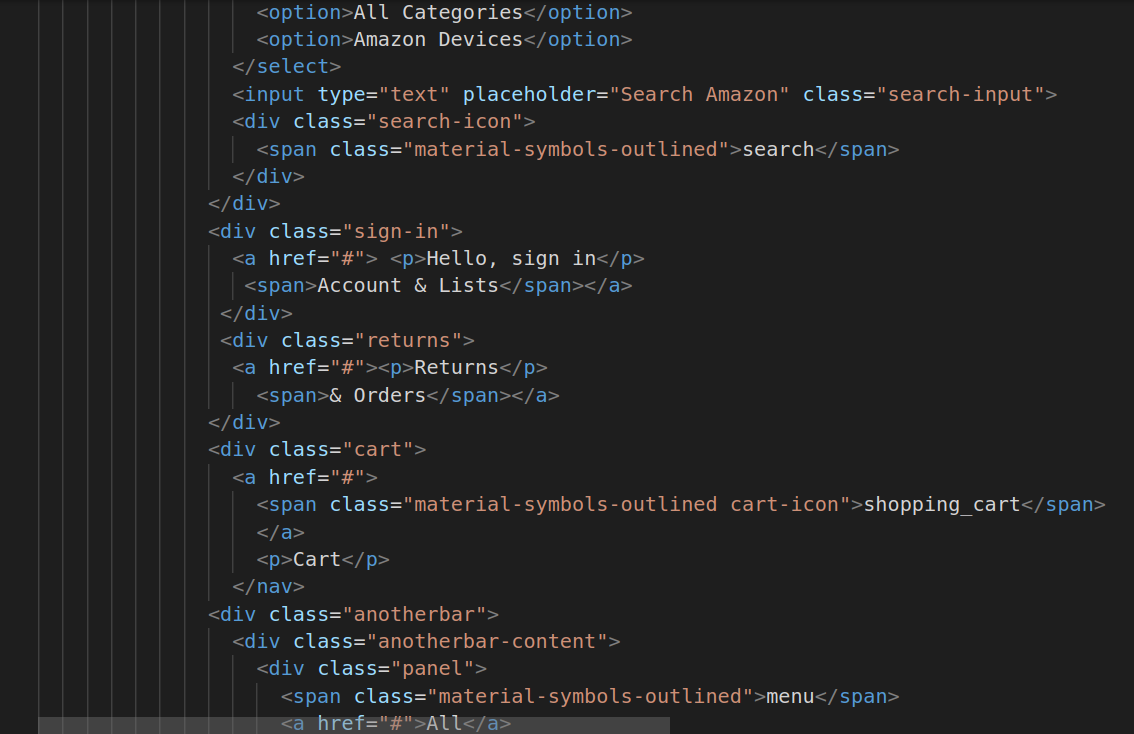 <option>All Categories</option>
<option>Amazon Devices</option>
</select>
<input type="text" placeholder="Search Amazon" class="search-input">
<div class="search-icon">
<span class="material-symbols-outlined">search</span>
</div>
</div>
<div class="sign-in">
<a href="#"> <p>Hello, sign in</p>
<span>Account & Lists</span></a>
</div>
<div class="returns">
<a href="#"><p>Returns</p>
<span>& Orders</span></a>
</div>
<div class="cart">
<a href="#">
<span class="material-symbols-outlined cart-icon">shopping_cart</span>
</a>
<p>Cart</p>
</nav>
<div class="anotherbar">
<div class="anotherbar-content">
<div class="panel">
<span class="material-symbols-outlined">menu</span>
<a href="#">All</a>